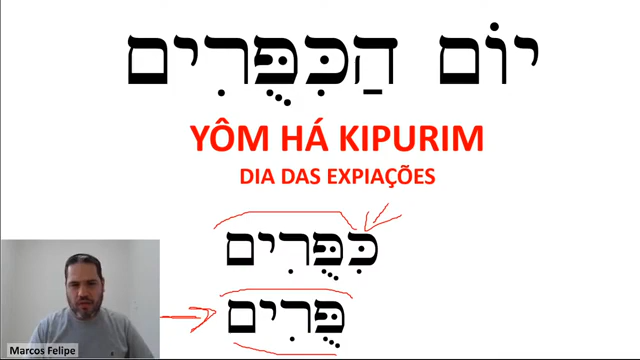 יוֹם הַכִּפֻּרִים
YÔM HÁ KIPURIM
DIA DAS EXPIAÇÕES
כִּפֻּרִים
פֻּרִים
Marcos Felipe